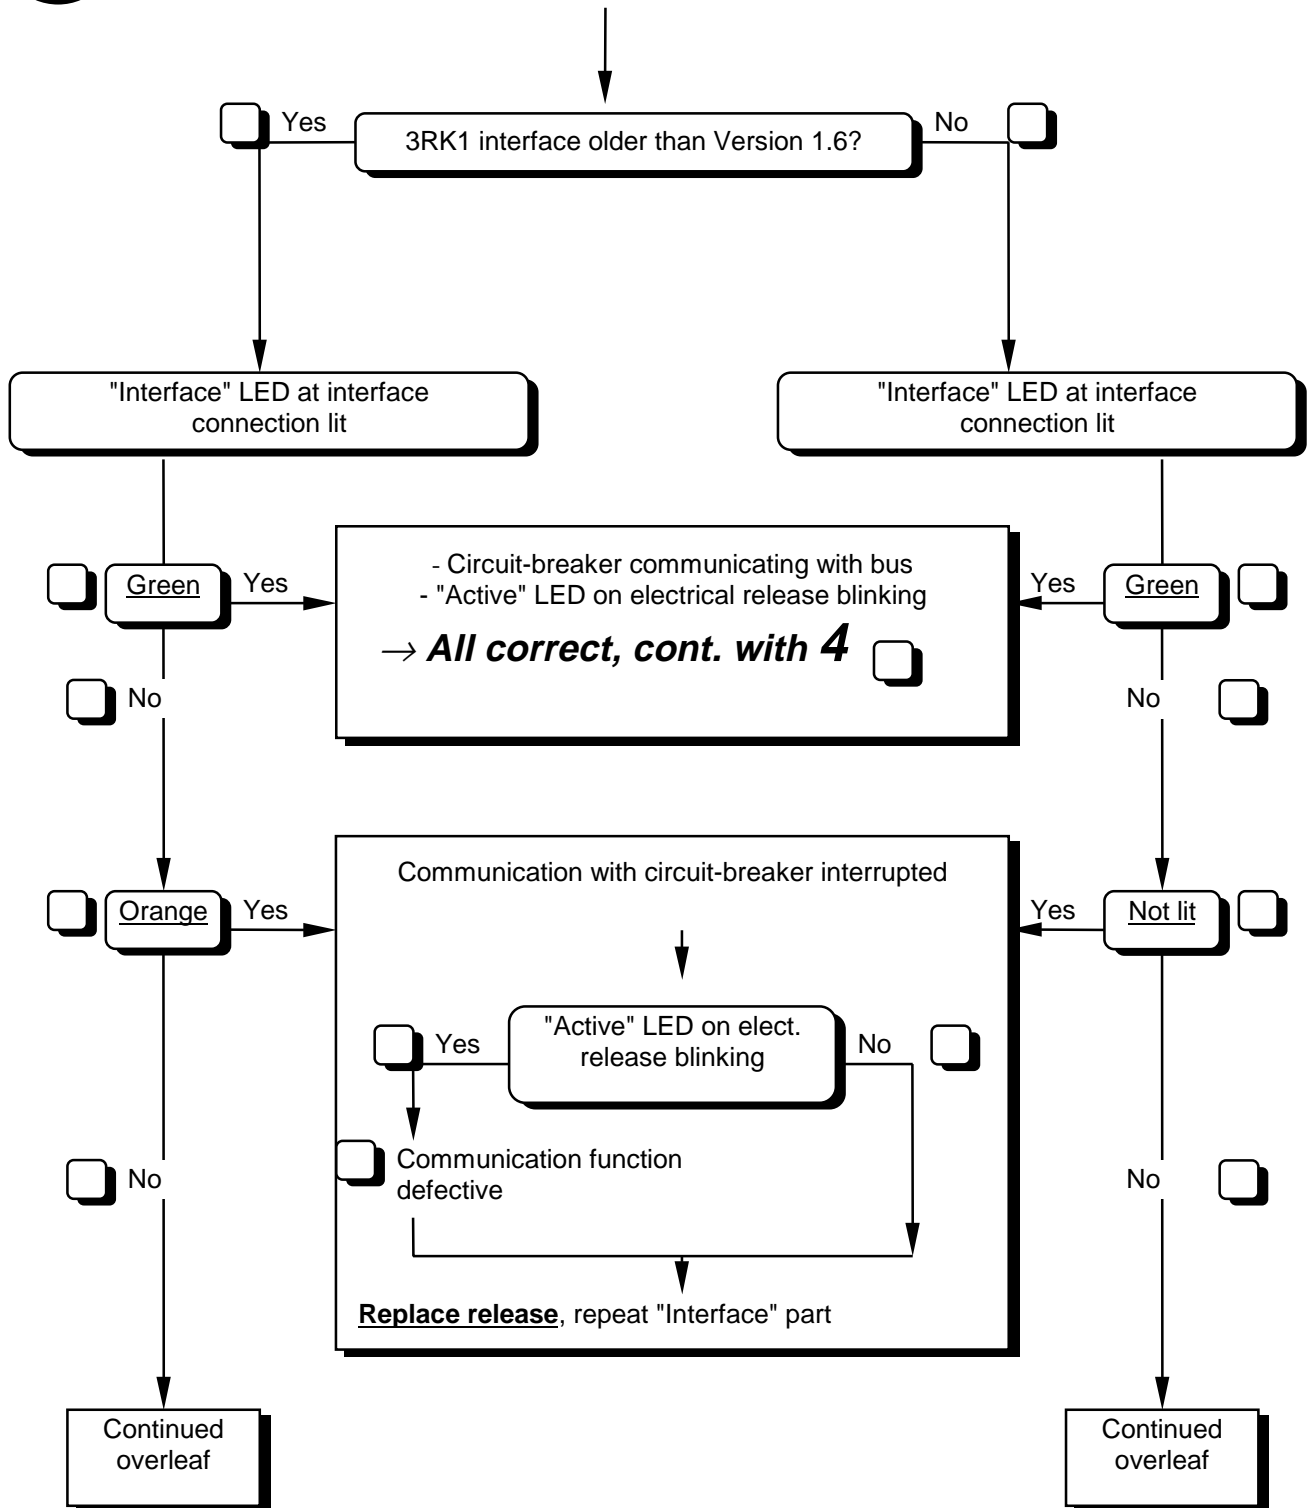 Yes
3RK1 interface older than Version 1.6?
No
"Interface" LED at interface
connection lit
"Interface" LED at interface
connection lit
Green
Yes
- Circuit-breaker communicating with bus
- "Active" LED on electrical release blinking
→ All correct, cont. with 4
Yes
Green
No
No
Orange
Yes
Communication with circuit-breaker interrupted
Yes
Not lit
Yes
"Active" LED on elect.
release blinking
No
Communication function
defective
No
No
Replace release, repeat "Interface" part
Continued
overleaf
Continued
overleaf